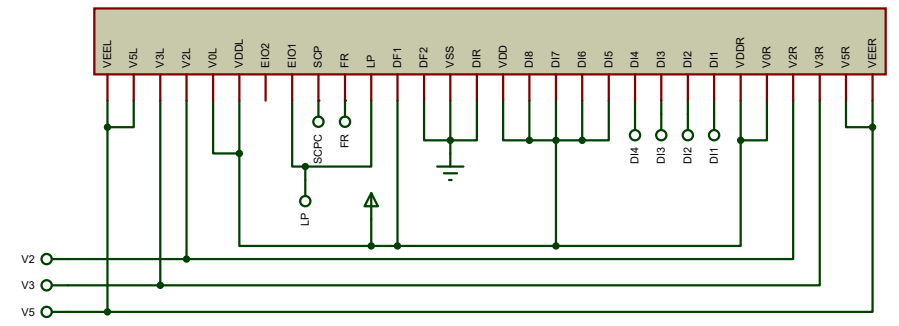 VEEL
V5L
V3L
V2L
V0L
VDDL
EIO2
EIO1
SCP
FR
LP
DF1
DF2
VSS
DIR
VDD
DI8
DI7
DI6
DI5
DI4
DI3
DI2
DI1
VDDR
V0R
V2R
V3R
V5R
VEER
SCPC
FR
DI4
DI3
DI2
DI1
LP
V2
V3
V5